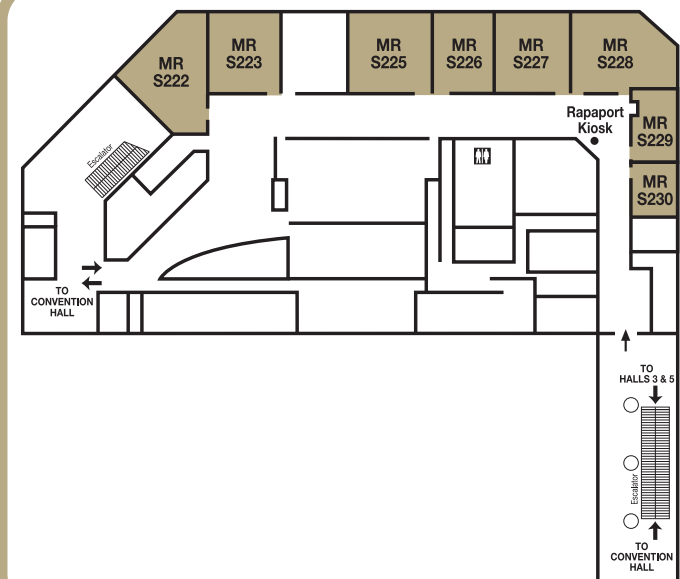 MR
S222
MR
S223
MR
S225
MR
S226
MR
S227
MR
S228
Rapaport
Kiosk
MR
S229
MR
S230
Escalator
TO
CONVENTION
HALL
TO
HALLS 3 & 5
Escalator
TO
CONVENTION
HALL